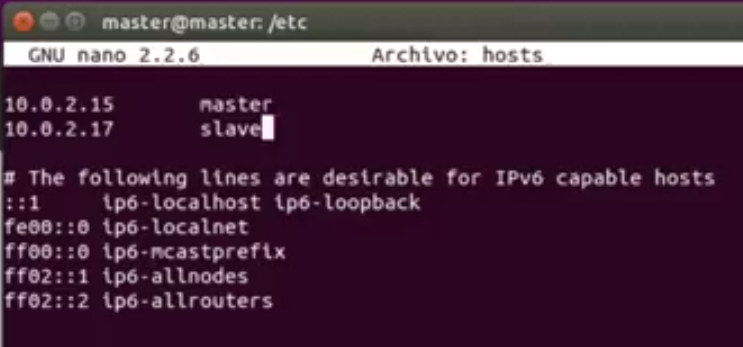 master@master: /etc
GNU nano 2.2.6 Archivo: hosts
10.0.2.15 master
10.0.2.17 slave
# The following lines are desirable for IPv6 capable hosts
::1 ip6-localhost ip6-loopback
fe00::0 ip6-localnet
ff00::0 ip6-mcastprefix
ff02::1 ip6-allnodes
ff02::2 ip6-allrouters